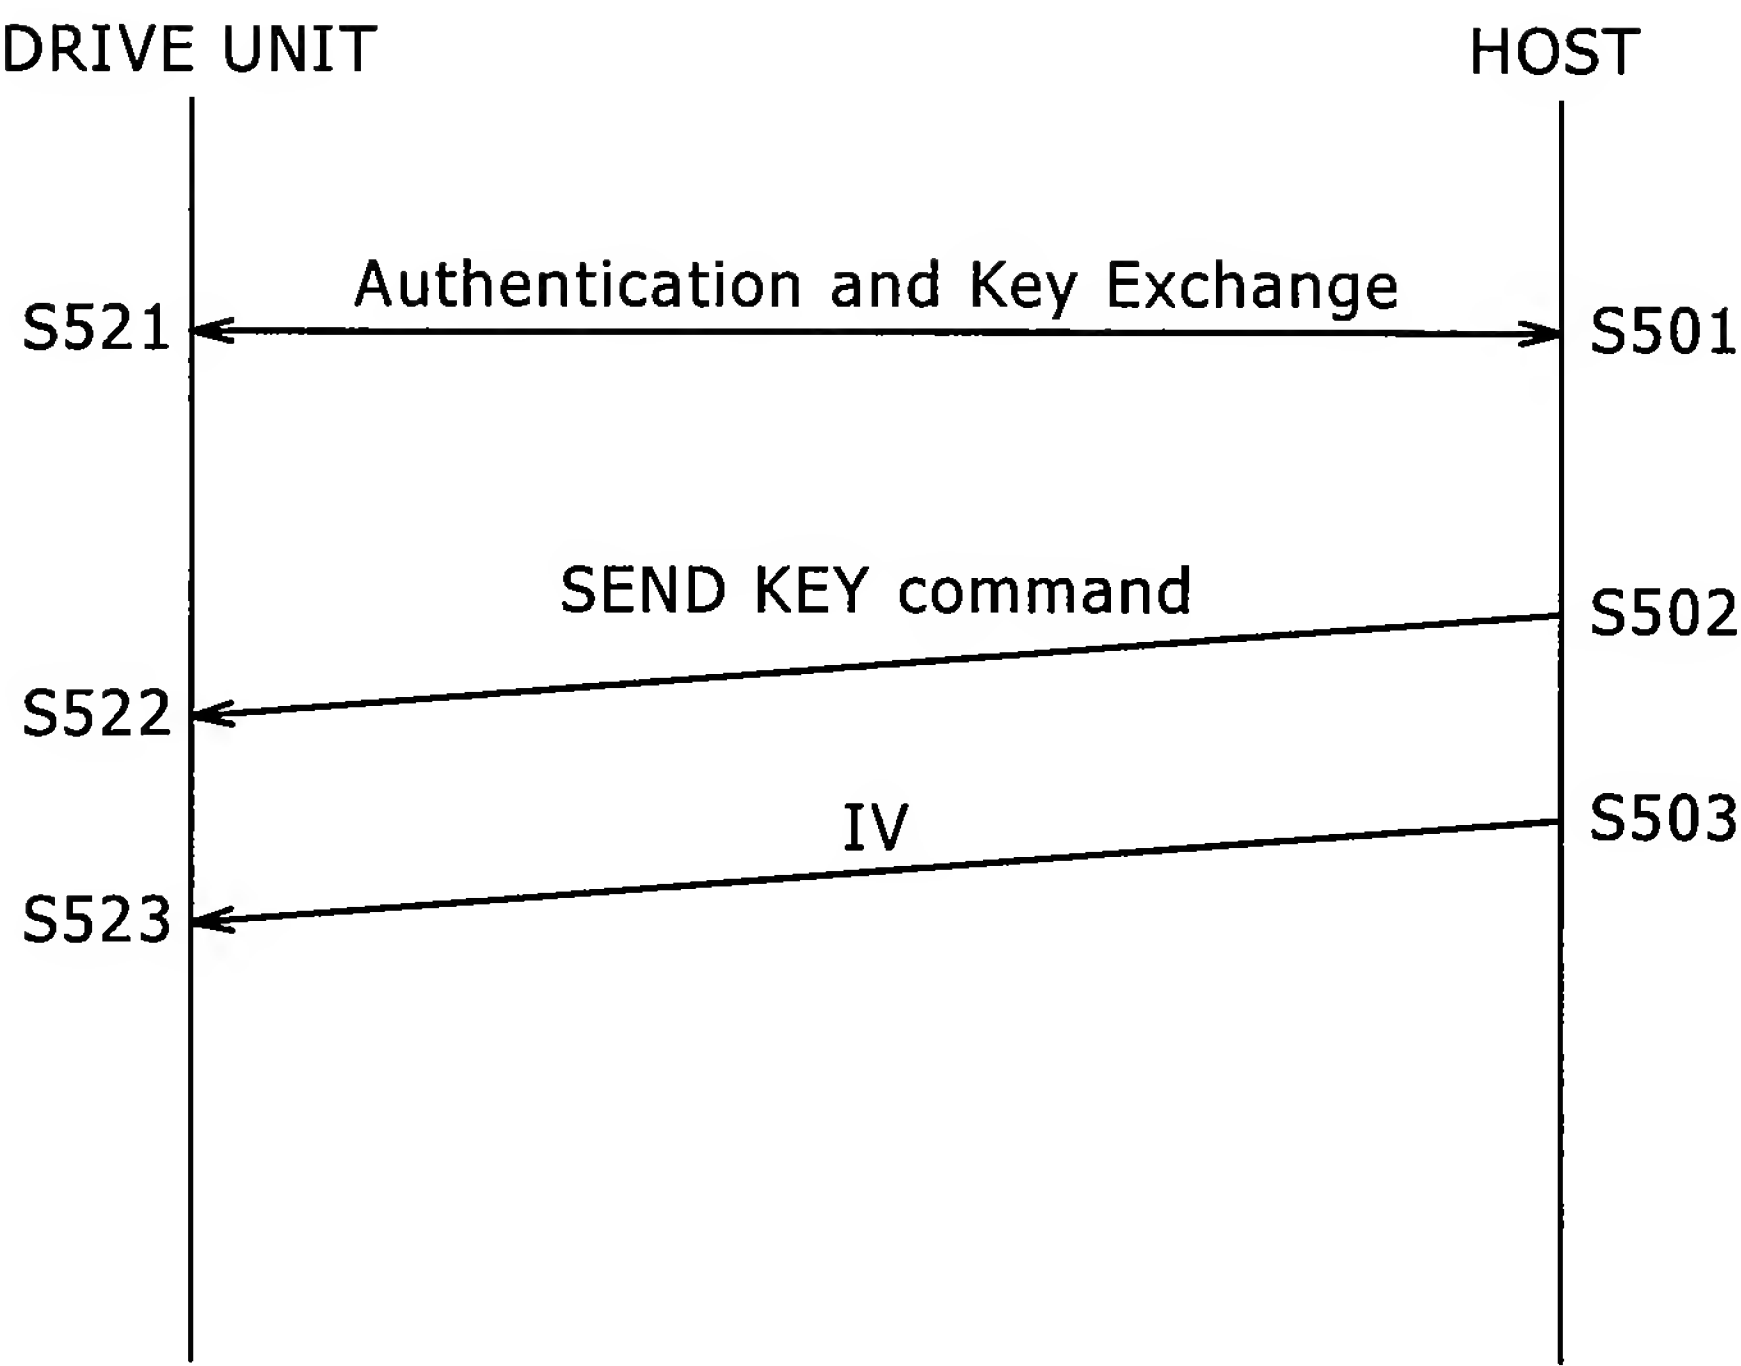 DRIVE UNIT
HOST
Authentication and Key Exchange
S521
S501
SEND KEY command
S502
S522
IV
S503
S523